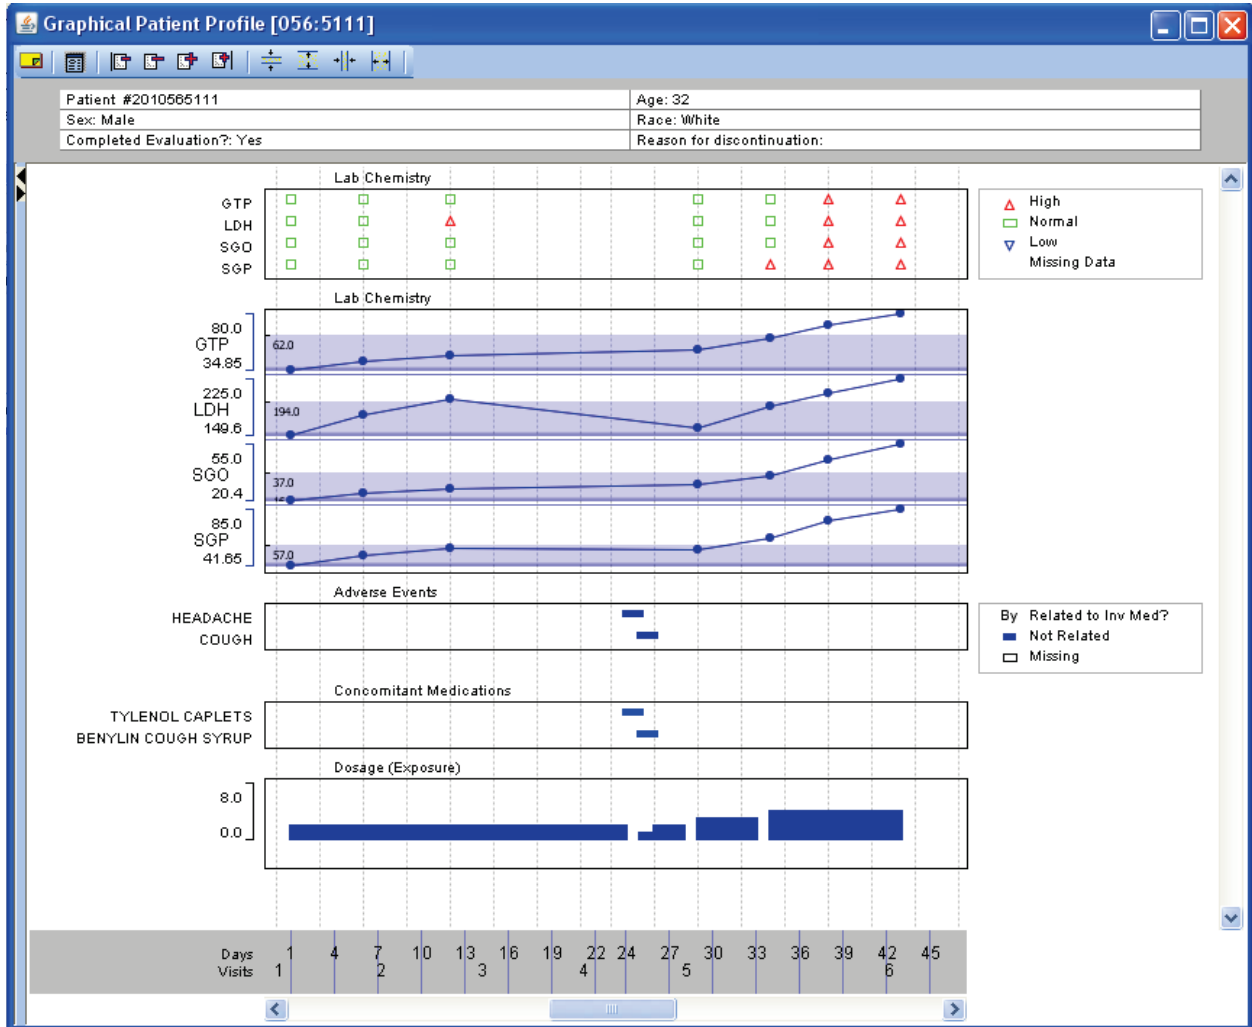 Graphical Patient Profile [056:5111]
Patient #2010565111 Age: 32
Sex: Male Race: White
Completed Evaluation?: Yes Reason for discontinuation:
Lab Chemistry
GTP
LDH
SGO
SGP
High
Normal
Low
Missing Data
Lab Chemistry
80.0
GTP 62.0
34.85
225.0
LDH 194.0
149.6
55.0
SGO 37.0
20.4
85.0
SGP
41.65 57.0
Adverse Events
HEADACHE
COUGH
By Related to Inv Med?
Not Related
Missing
Concomitant Medications
TYLENOL CAPLETS
BENYLIN COUGH SYRUP
Dosage (Exposure)
8.0
0.0
Days 1 4 7 10 13 16 19 22 24 27 30 33 36 39 42 45
Visits 1 2 3 4 5 6